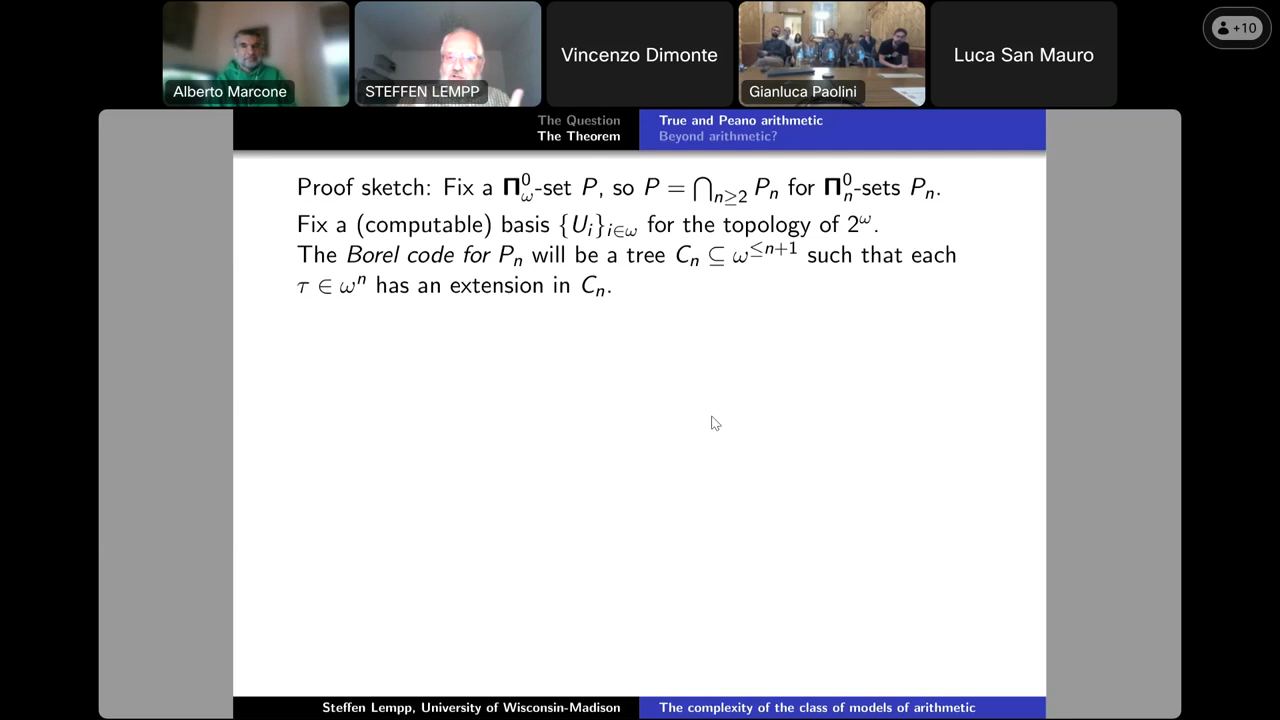 Alberto Marcone
STEFFEN LEMPP
Vincenzo Dimonte
Gianluca Paolini
Luca San Mauro
+10
The Question
The Theorem
True and Peano arithmetic
Beyond arithmetic?
Proof sketch: Fix a 𝚷⁰_ω-set P, so P = ⋂_{n≥2} P_n for 𝚷⁰_n-sets P_n.
Fix a (computable) basis {U_i}_{i∈ω} for the topology of 2^ω.
The Borel code for P_n will be a tree C_n ⊆ ω^{≤n+1} such that each
τ ∈ ω^n has an extension in C_n.
Steffen Lempp, University of Wisconsin-Madison
The complexity of the class of models of arithmetic